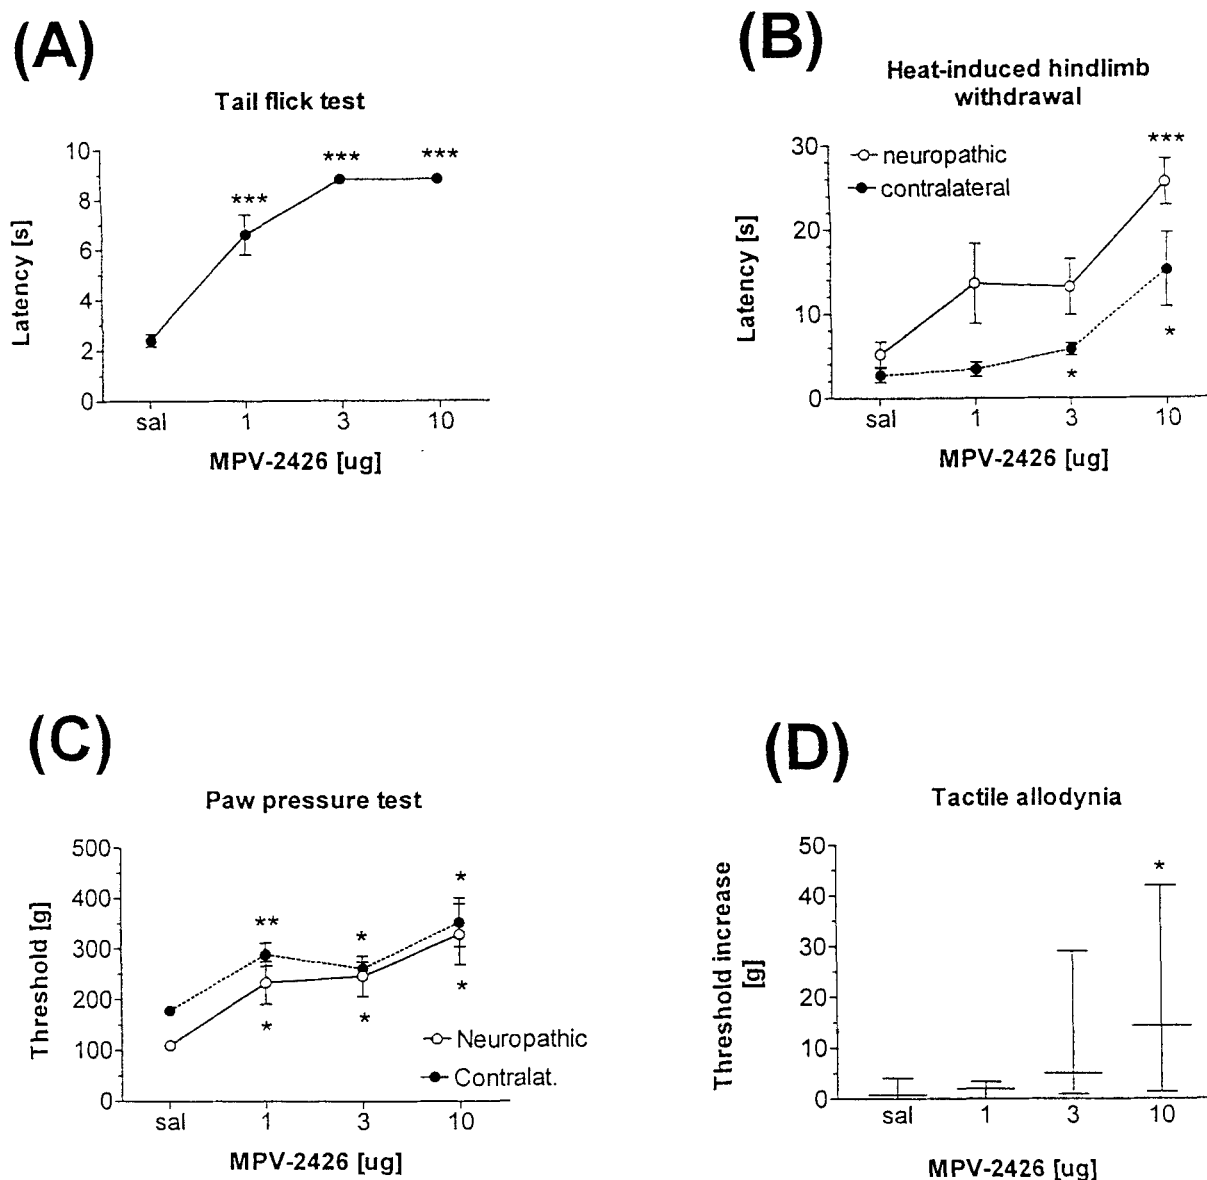 (A)
Tail flick test
Latency [s]
10
8
6
4
2
0
***
***
***
sal 1 3 10
MPV-2426 [ug]
(B)
Heat-induced hindlimb
withdrawal
Latency [s]
30
20
10
0
neuropathic
contralateral
***
*
*
sal 1 3 10
MPV-2426 [ug]
(C)
Paw pressure test
Threshold [g]
500
400
300
200
100
0
**
*
*
*
*
*
Neuropathic
Contralat.
sal 1 3 10
MPV-2426 [ug]
(D)
Tactile allodynia
Threshold increase
[g]
50
40
30
20
10
0
*
sal 1 3 10
MPV-2426 [ug]